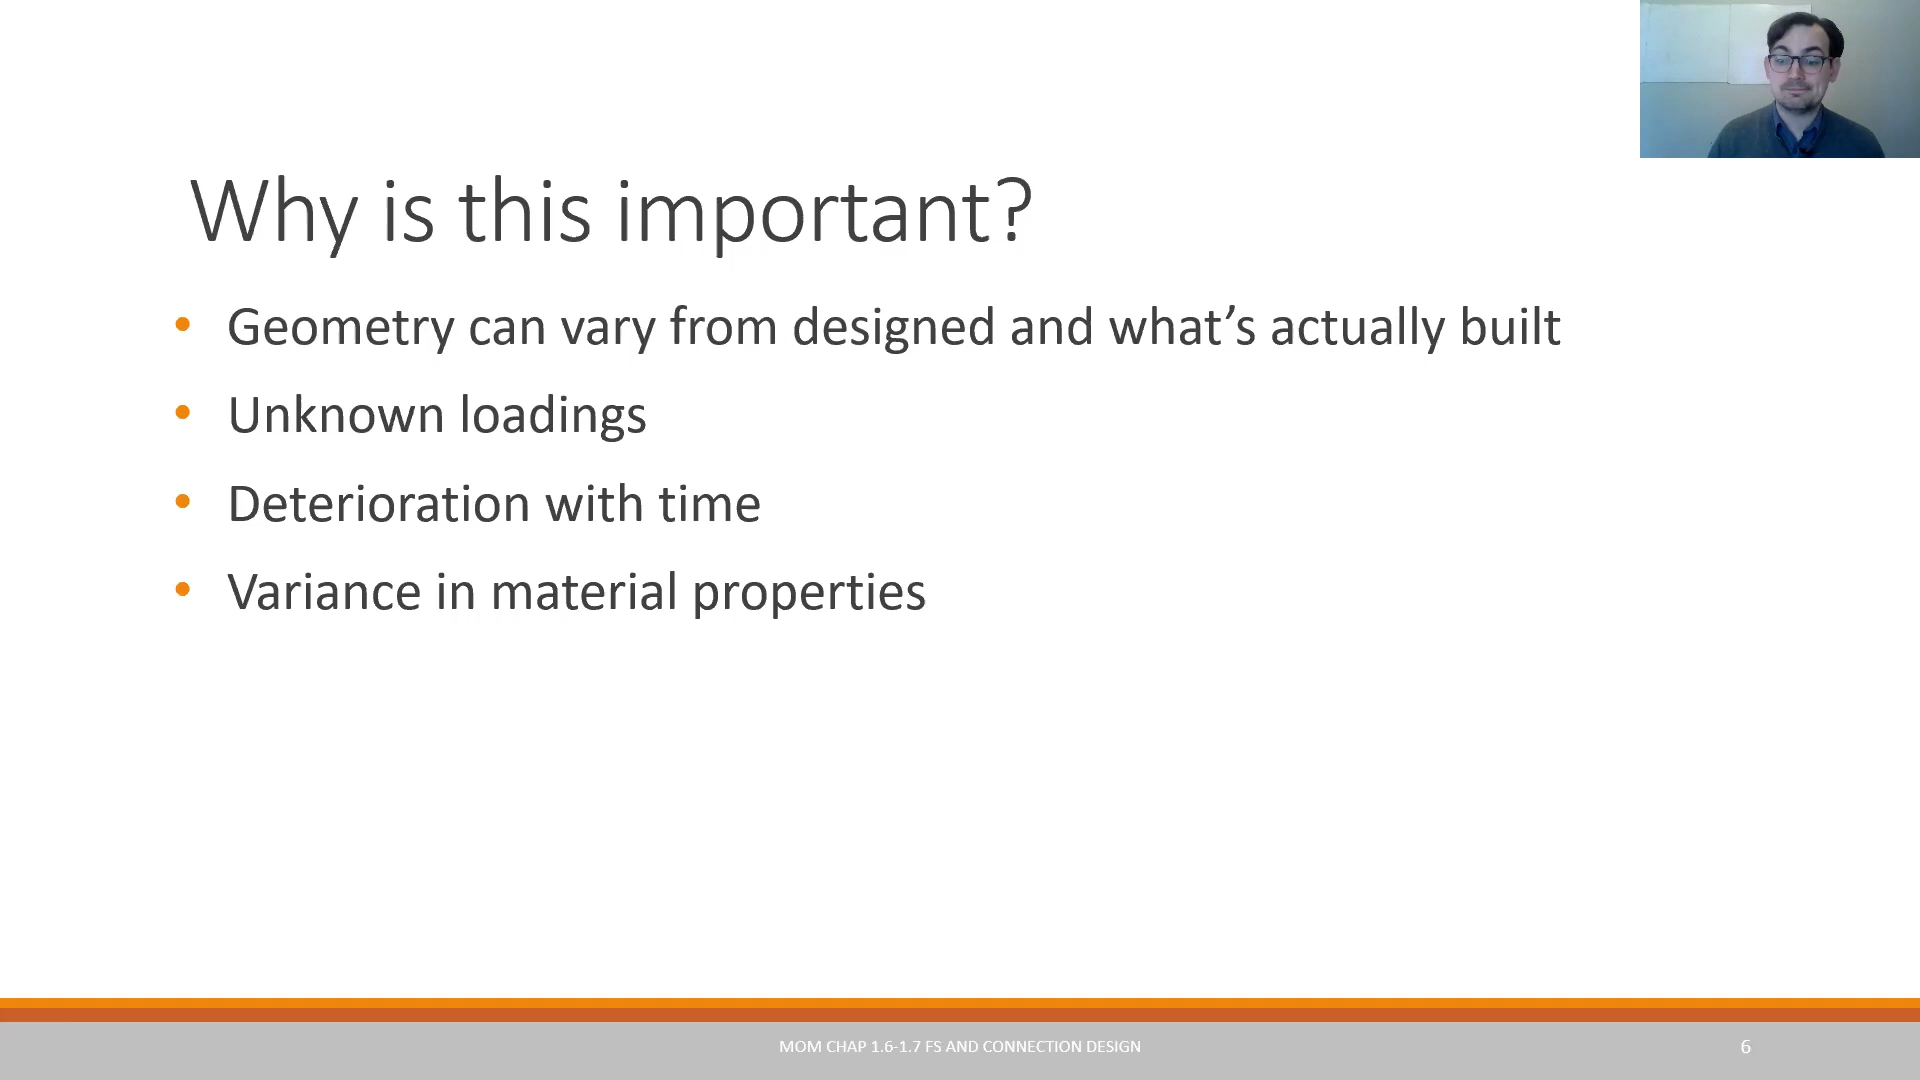 Why is this important?
• Geometry can vary from designed and what’s actually built
• Unknown loadings
• Deterioration with time
• Variance in material properties
MOM CHAP 1.6-1.7 FS AND CONNECTION DESIGN
6